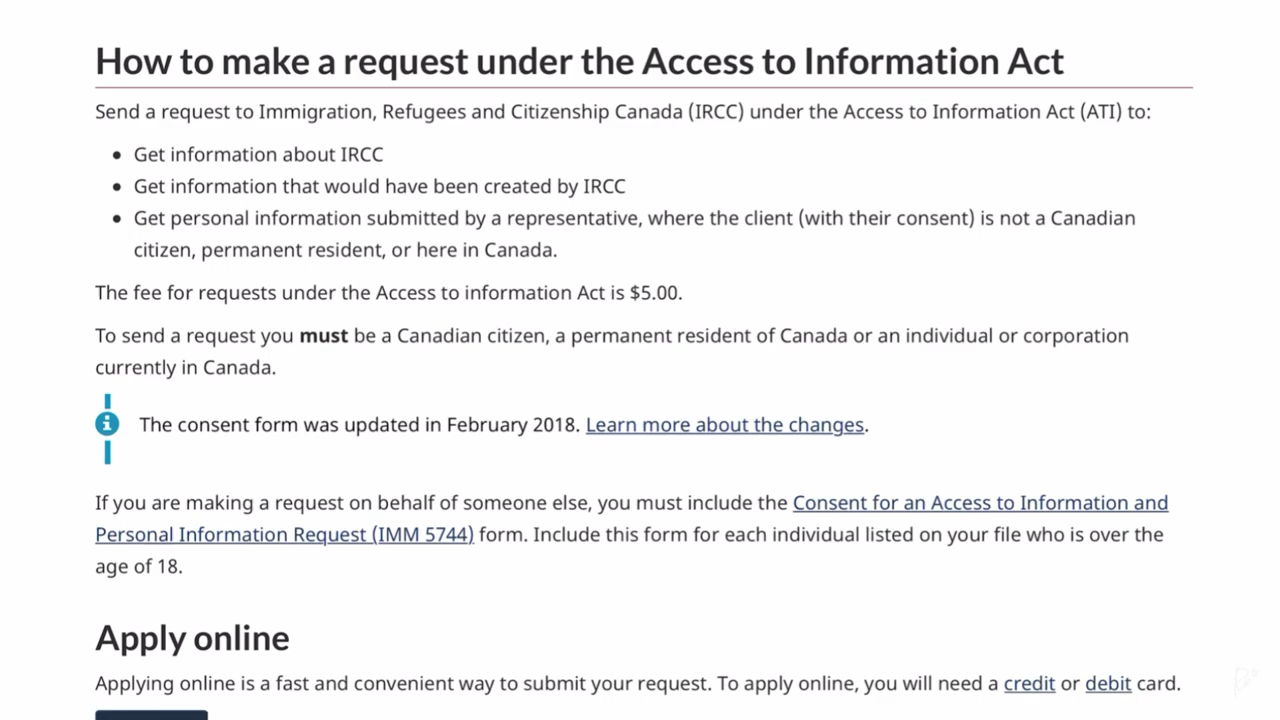 How to make a request under the Access to Information Act
Send a request to Immigration, Refugees and Citizenship Canada (IRCC) under the Access to Information Act (ATI) to:
• Get information about IRCC
• Get information that would have been created by IRCC
• Get personal information submitted by a representative, where the client (with their consent) is not a Canadian
citizen, permanent resident, or here in Canada.
The fee for requests under the Access to information Act is $5.00.
To send a request you must be a Canadian citizen, a permanent resident of Canada or an individual or corporation
currently in Canada.
The consent form was updated in February 2018. Learn more about the changes.
If you are making a request on behalf of someone else, you must include the Consent for an Access to Information and
Personal Information Request (IMM 5744) form. Include this form for each individual listed on your file who is over the
age of 18.
Apply online
Applying online is a fast and convenient way to submit your request. To apply online, you will need a credit or debit card.